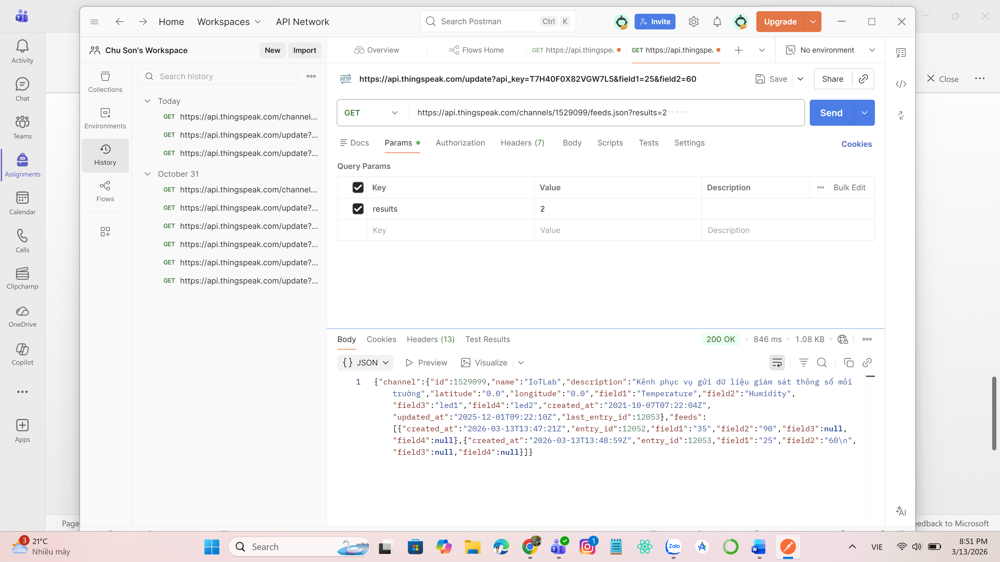 Home
Workspaces
API Network
Search Postman
Ctrl
K
Invite
Upgrade
Activity
Chat
Teams
Assignments
Calendar
Calls
Clipchamp
OneDrive
Copilot
Apps
Chu Son's Workspace
New
Import
Overview
Flows Home
GET https://api.thingspe
GET https://api.thingspe
No environment
Close
Collections
Environments
History
Flows
Search history
Today
GET https://api.thingspeak.com/channel...
GET https://api.thingspeak.com/update?...
GET https://api.thingspeak.com/update?...
October 31
GET https://api.thingspeak.com/channel...
GET https://api.thingspeak.com/update?...
GET https://api.thingspeak.com/update?...
GET https://api.thingspeak.com/update?...
GET https://api.thingspeak.com/update?...
GET https://api.thingspeak.com/update?...
HTTP
https://api.thingspeak.com/update?api_key=T7H40F0X82VGW7L5&field1=25&field2=60
Save
Share
GET
https://api.thingspeak.com/channels/1529099/feeds.json?results=2
Send
Docs
Params
Authorization
Headers (7)
Body
Scripts
Tests
Settings
Cookies
Query Params
Key
Value
Description
Bulk Edit
results
2
Key
Value
Description
Body
Cookies
Headers (13)
Test Results
200 OK
846 ms
1.08 KB
{} JSON
Preview
Visualize
1
{"channel":{"id":1529099,"name":"IoTLab","description":"Kênh phục vụ gửi dữ liệu giám sát thông số môi
trường","latitude":"0.0","longitude":"0.0","field1":"Temperature","field2":"Humidity",
"field3":"led1","field4":"led2","created_at":"2021-10-07T07:22:04Z",
"updated_at":"2025-12-01T09:22:10Z","last_entry_id":12053},"feeds":
[{"created_at":"2026-03-13T13:47:21Z","entry_id":12052,"field1":"35","field2":"90","field3":null,
"field4":null},{"created_at":"2026-03-13T13:48:59Z","entry_id":12053,"field1":"25","field2":"60\n",
"field3":null,"field4":null}]}
AI
Page
eedback to Microsoft
3
21°C
Nhiều mây
Search
1
Zalo
VIE
8:51 PM
3/13/2026